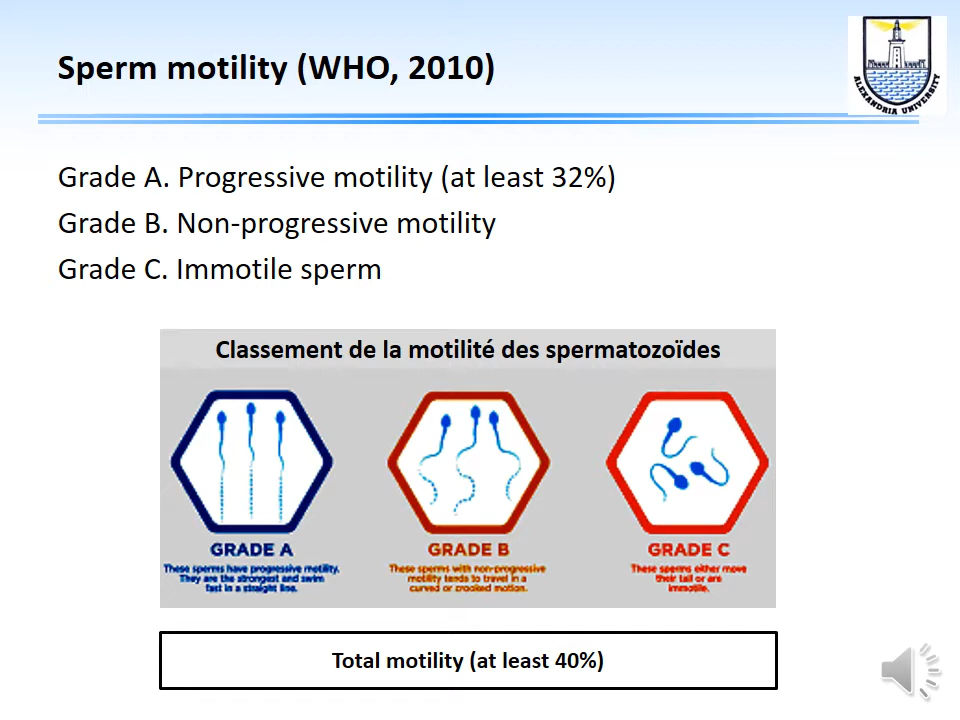 Sperm motility (WHO, 2010)
ALEXANDRIA UNIVERSITY
Grade A. Progressive motility (at least 32%)
Grade B. Non-progressive motility
Grade C. Immotile sperm
Classement de la motilité des spermatozoïdes
GRADE A
These sperms have progressive motility.
They are the strongest and swim
fast in a straight line.
GRADE B
These sperms with non-progressive
motility tends to travel in a
curved or crooked motion.
GRADE C
These sperms either move
their tail or are
immotile.
Total motility (at least 40%)